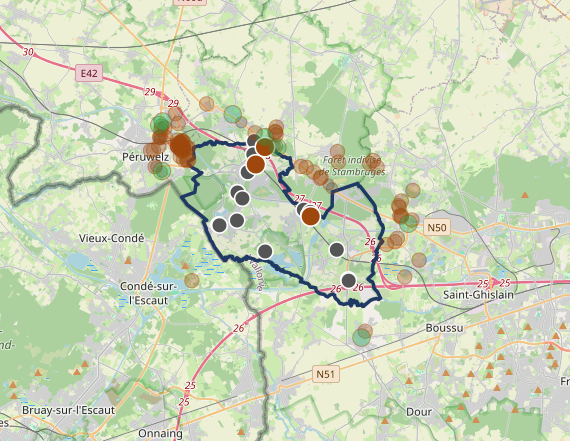 30
E42
29
29
Péruwelz
Forêt indivise
de Stambruges
27
27
N50
Vieux-Condé
26
26
Condé-sur-
l'Escaut
Wallonie
26
26
25
25
Saint-Ghislain
26
Boussu
N51
25
25
Bruay-sur-l'Escaut
Dour
Onnaing